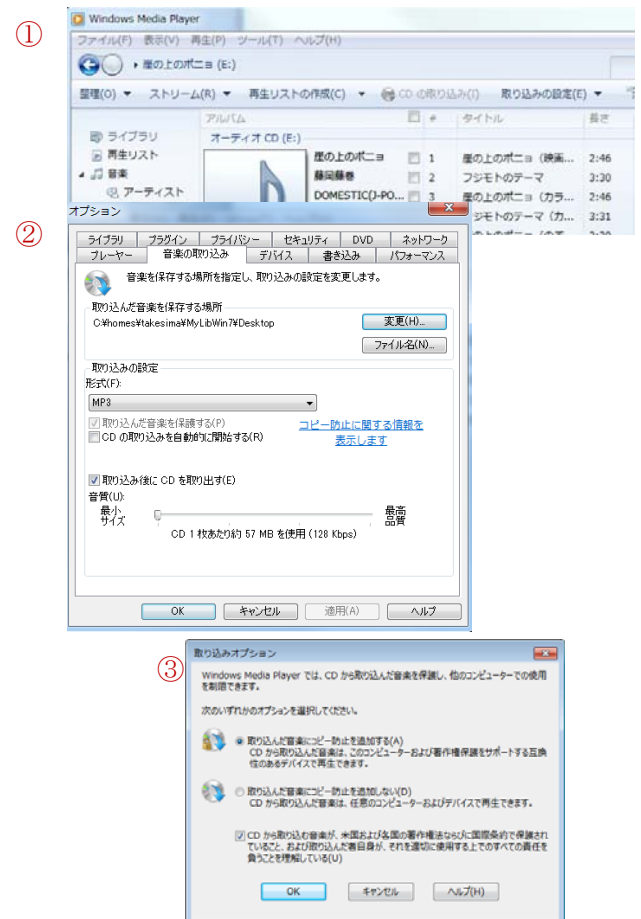 ①
Windows Media Player
ファイル(F) 表示(V) 再生(P) ツール(T) ヘルプ(H)
崖の上のポニョ (E:)
整理(O) ストリーム(R) 再生リストの作成(C) CD の取り込み(I) 取り込みの設定(E)
アルバム # タイトル 長さ
ライブラリ オーディオ CD (E:)
再生リスト 崖の上のポニョ 1 崖の上のポニョ（映画... 2:46
音楽 藤岡藤巻 2 フジモトのテーマ 3:30
アーティスト DOMESTIC(J-PO... 3 崖の上のポニョ（カラ... 2:46
ジモトのテーマ（カ... 3:31
②
オプション
ライブラリ プラグイン プライバシー セキュリティ DVD ネットワーク
プレーヤー 音楽の取り込み デバイス 書き込み パフォーマンス
音楽を保存する場所を指定し、取り込みの設定を変更します。
取り込んだ音楽を保存する場所
C:¥homes¥takesima¥MyLibWin7¥Desktop 変更(H)...
ファイル名(N)...
取り込みの設定
形式(F):
MP3
取り込んだ音楽を保護する(P) コピー防止に関する情報を
CD の取り込みを自動的に開始する(R) 表示します
取り込み後に CD を取り出す(E)
音質(U):
最小 最高
サイズ 品質
CD 1 枚あたり約 57 MB を使用 (128 Kbps)
OK キャンセル 適用(A) ヘルプ
③
取り込みオプション
Windows Media Player では、CD から取り込んだ音楽を保護し、他のコンピューターでの使用
を制限できます。
次のいずれかのオプションを選択してください。
取り込んだ音楽にコピー防止を追加する(A)
CD から取り込んだ音楽は、このコンピューターおよび著作権保護をサポートする互換
性のあるデバイスで再生できます。
取り込んだ音楽にコピー防止を追加しない(D)
CD から取り込んだ音楽は、任意のコンピューターおよびデバイスで再生できます。
CD から取り込む音楽が、米国および各国の著作権法ならびに国際条約で保護され
ていること、および取り込んだ者自身が、それを適切に使用する上でのすべての責任を
負うことを理解している(U)
OK キャンセル ヘルプ(H)